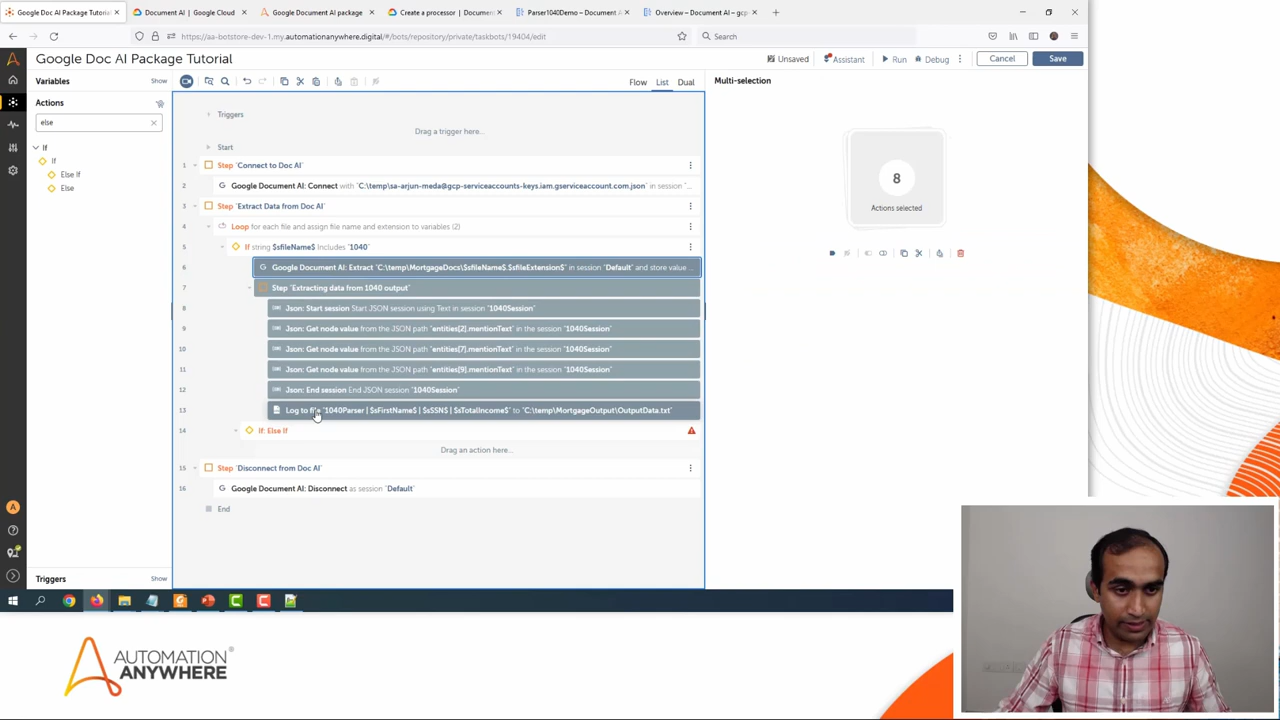 Google Doc AI Package Tutoria
Document AI | Google Cloud
Google Document AI package
Create a processor | Documen
Parser1040Demo – Document A
Overview – Document AI – gcp
https://aa-botstore-dev-1.my.automationanywhere.digital/#/bots/repository/private/taskbots/19404/edit
Search
Google Doc AI Package Tutorial
Unsaved
Assistant
Run
Debug
Cancel
Save
Variables
Show
Flow
List
Dual
Multi-selection
Actions
else
Triggers
Drag a trigger here...
Start
If
If
Else If
Else
1 Step "Connect to Doc AI"
2 Google Document AI: Connect with "C:\temp\sa-arjun-meda@gcp-serviceaccounts-keys.iam.gserviceaccount.com.json" in session "...
3 Step "Extract Data from Doc AI"
4 Loop for each file and assign file name and extension to variables (2)
5 If string $sfileName$ Includes "1040"
6 Google Document AI: Extract "C:\temp\MortgageDocs\$sfileName$.$sfileExtension$" in session "Default" and store value ...
7 Step "Extracting data from 1040 output"
8 Json: Start session Start JSON session using Text in session "1040Session"
9 Json: Get node value from the JSON path "entities[2].mentionText" in the session "1040Session"
10 Json: Get node value from the JSON path "entities[7].mentionText" in the session "1040Session"
11 Json: Get node value from the JSON path "entities[9].mentionText" in the session "1040Session"
12 Json: End session End JSON session "1040Session"
13 Log to file "1040Parser | $sFirstName$ | $sSSN$ | $sTotalIncome$" to "C:\temp\MortgageOutput\OutputData.txt"
14 If: Else If
Drag an action here...
15 Step "Disconnect from Doc AI"
16 Google Document AI: Disconnect as session "Default"
End
8
Actions selected
Triggers
Show
AUTOMATION
ANYWHERE